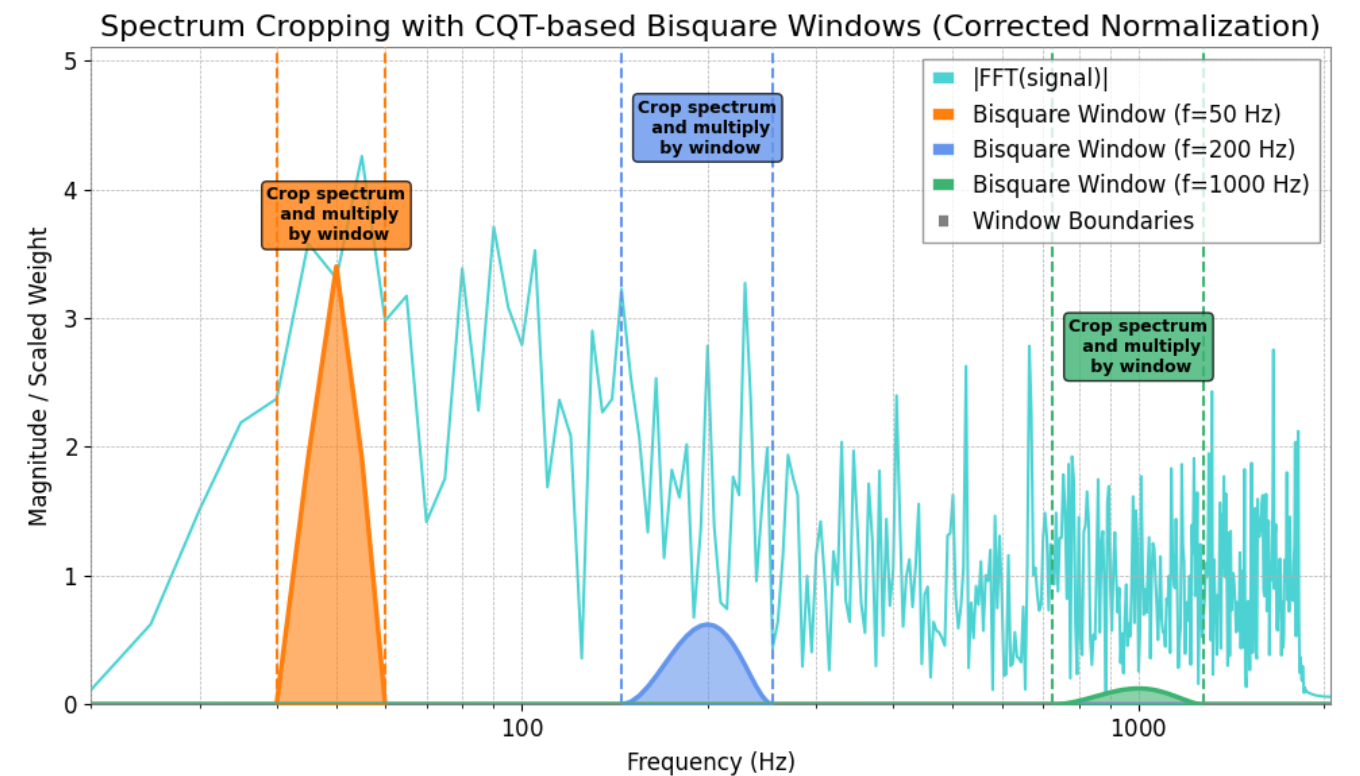 Spectrum Cropping with CQT-based Bisquare Windows (Corrected Normalization)
Magnitude / Scaled Weight
5
4
3
2
1
0
|FFT(signal)|
Bisquare Window (f=50 Hz)
Bisquare Window (f=200 Hz)
Bisquare Window (f=1000 Hz)
Window Boundaries
Crop spectrum
and multiply
by window
Crop spectrum
and multiply
by window
Crop spectrum
and multiply
by window
100
1000
Frequency (Hz)